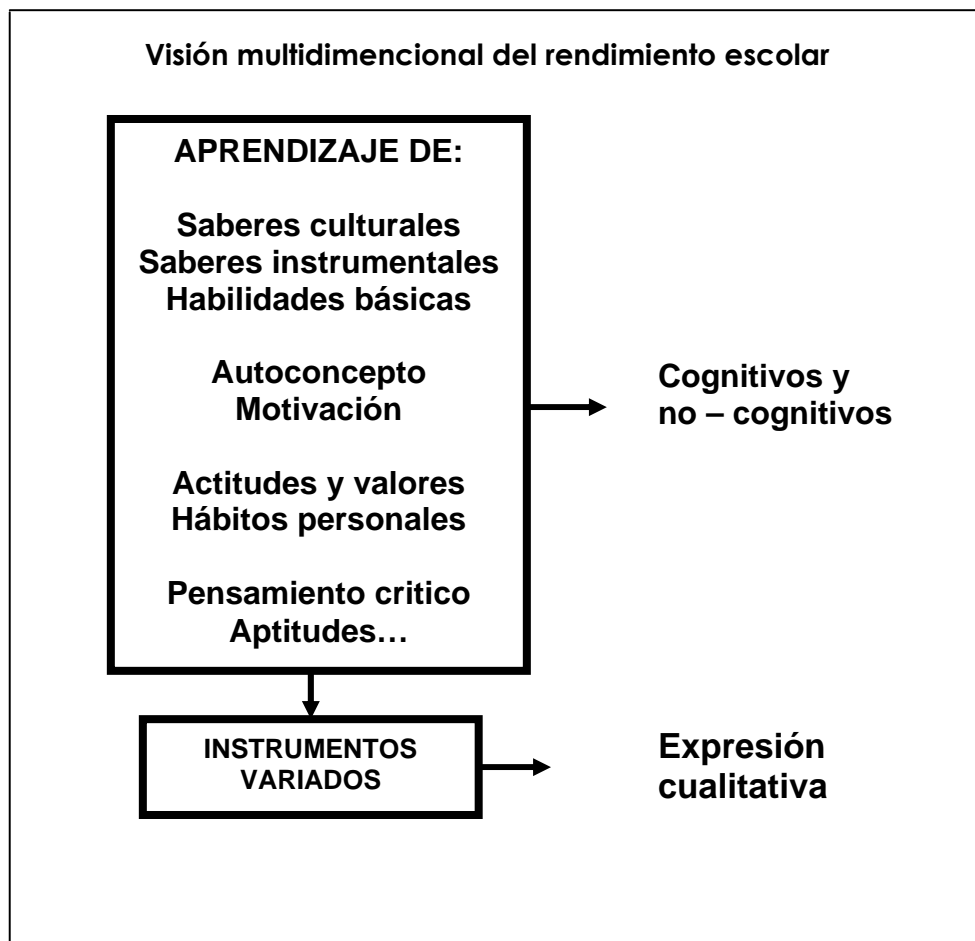 Visión multidimencional del rendimiento escolar
APRENDIZAJE DE:
Saberes culturales
Saberes instrumentales
Habilidades básicas
Autoconcepto
Motivación
Actitudes y valores
Hábitos personales
Pensamiento critico
Aptitudes…
Cognitivos y
no – cognitivos
INSTRUMENTOS
VARIADOS
Expresión
cualitativa